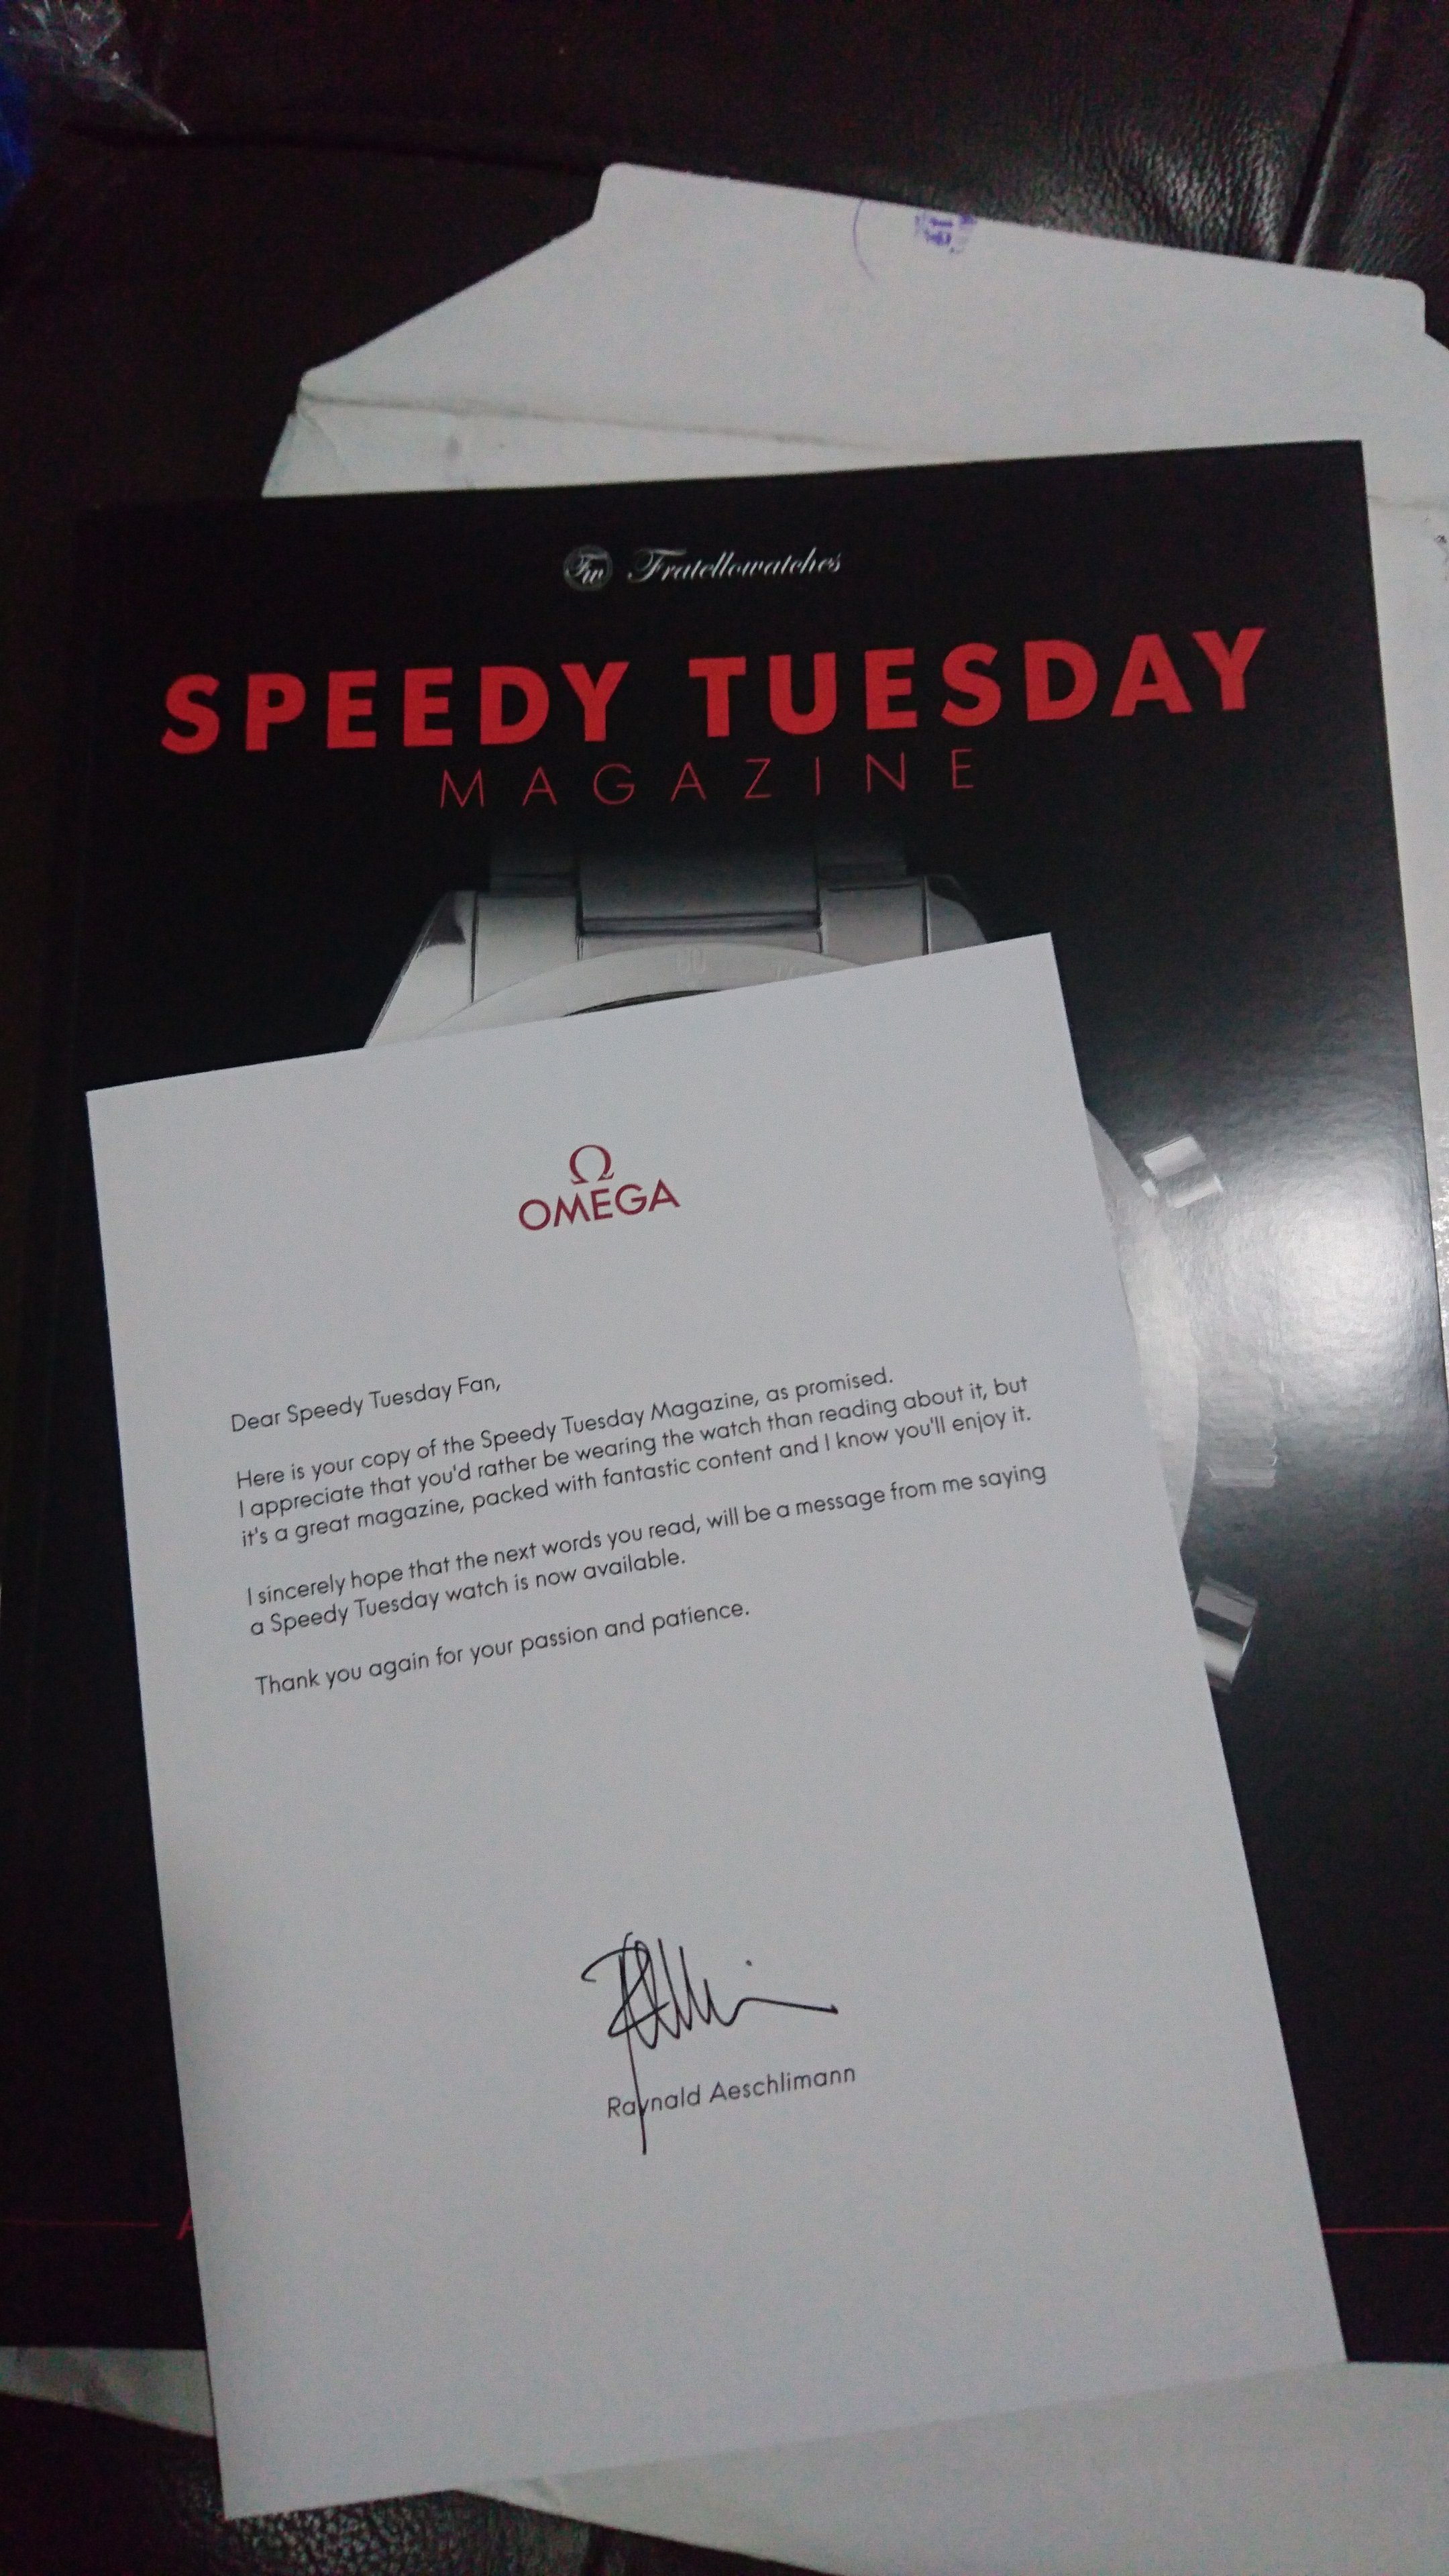 Fw Fratellowatches
SPEEDY TUESDAY
MAGAZINE
60
Ω
OMEGA
Dear Speedy Tuesday Fan,
Here is your copy of the Speedy Tuesday Magazine, as promised.
I appreciate that you'd rather be wearing the watch than reading about it, but
it's a great magazine, packed with fantastic content and I know you'll enjoy it.
I sincerely hope that the next words you read, will be a message from me saying
a Speedy Tuesday watch is now available.
Thank you again for your passion and patience.
Raynald Aeschlimann